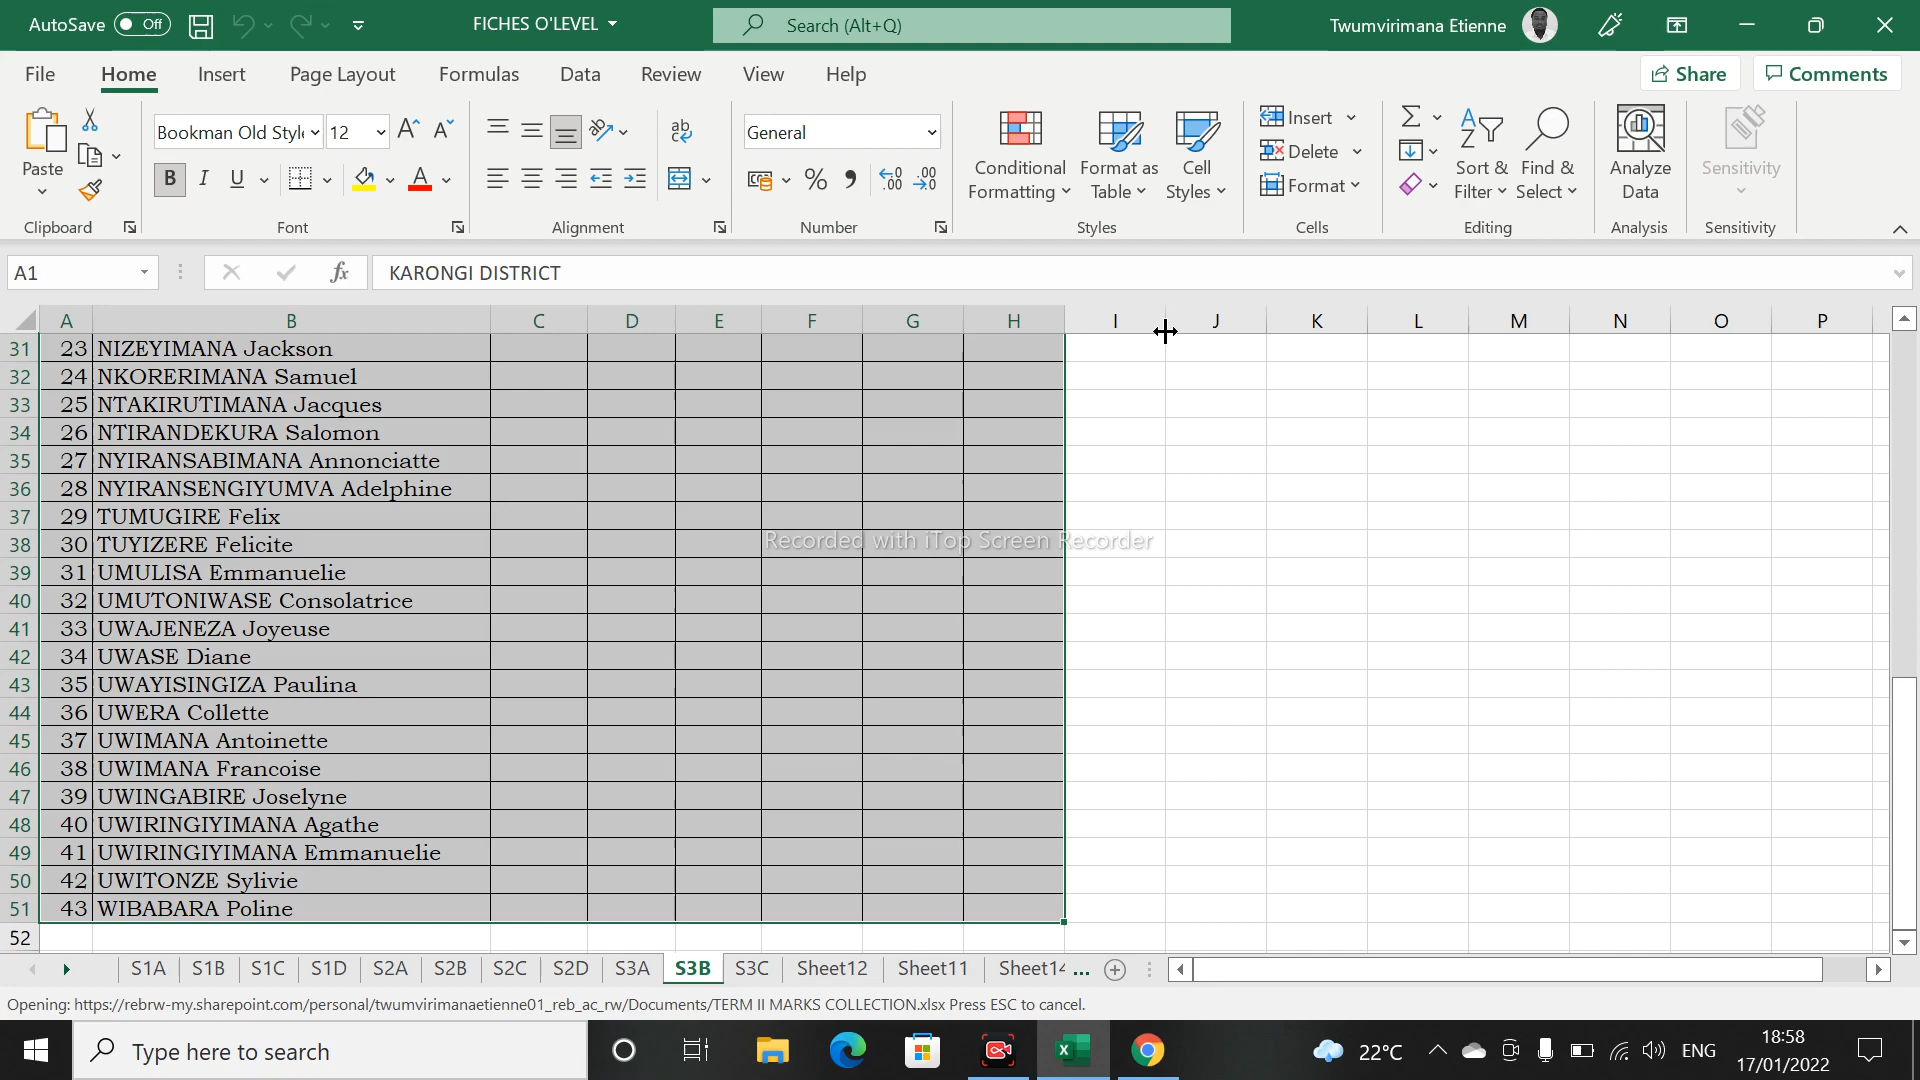 AutoSave Off FICHES O'LEVEL Search (Alt+Q) Twumvirimana Etienne
File Home Insert Page Layout Formulas Data Review View Help Share Comments
Paste Bookman Old Style 12 General Conditional Formatting Format as Table Cell Styles Insert Delete Format Sort & Filter Find & Select Analyze Data Sensitivity
Clipboard Font Alignment Number Styles Cells Editing Analysis Sensitivity
A1 fx KARONGI DISTRICT
A B C D E F G H I J K L M N O P
31 23 NIZEYIMANA Jackson
32 24 NKORERIMANA Samuel
33 25 NTAKIRUTIMANA Jacques
34 26 NTIRANDEKURA Salomon
35 27 NYIRANSABIMANA Annonciatte
36 28 NYIRANSENGIYUMVA Adelphine
37 29 TUMUGIRE Felix
38 30 TUYIZERE Felicite
Recorded with iTop Screen Recorder
39 31 UMULISA Emmanuelie
40 32 UMUTONIWASE Consolatrice
41 33 UWAJENEZA Joyeuse
42 34 UWASE Diane
43 35 UWAYISINGIZA Paulina
44 36 UWERA Collette
45 37 UWIMANA Antoinette
46 38 UWIMANA Francoise
47 39 UWINGABIRE Joselyne
48 40 UWIRINGIYIMANA Agathe
49 41 UWIRINGIYIMANA Emmanuelie
50 42 UWITONZE Sylivie
51 43 WIBABARA Poline
52
S1A S1B S1C S1D S2A S2B S2C S2D S3A S3B S3C Sheet12 Sheet11 Sheet14 ...
Opening: https://rebrw-my.sharepoint.com/personal/twumvirimanaetienne01_reb_ac_rw/Documents/TERM II MARKS COLLECTION.xlsx Press ESC to cancel.
Type here to search 22°C ENG 18:58
17/01/2022